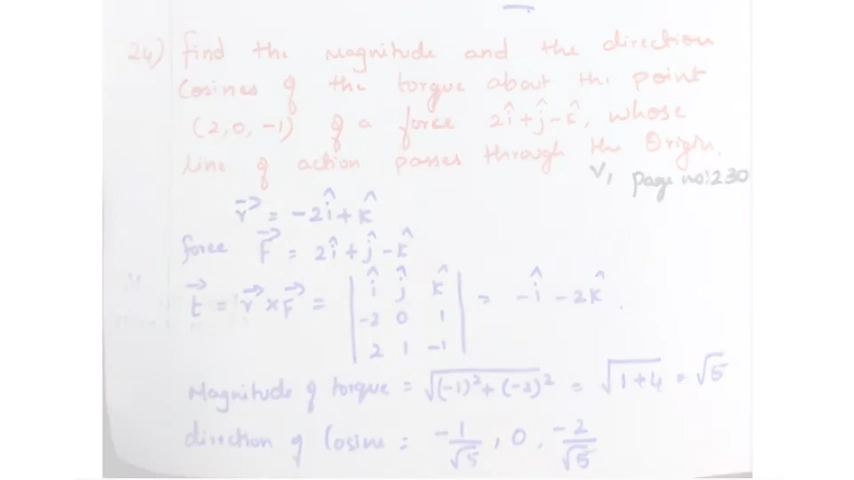 24) Find the Magnitude and the direction
Cosines of the torque about the point
(2, 0, -1) of a force 2î+ĵ-k̂, whose
line of action passes through the Origin.
V, page no:230
r⃗ = -2î+k̂
force F⃗ = 2î+ĵ-k̂
t⃗ = r⃗ × F⃗ = | î ĵ k̂ | = -î -2k̂.
-2 0 1
2 1 -1
Magnitude of torque = √(-1)²+(-2)² = √1+4 = √5
direction of Cosine : -1/√5, 0, -2/√5